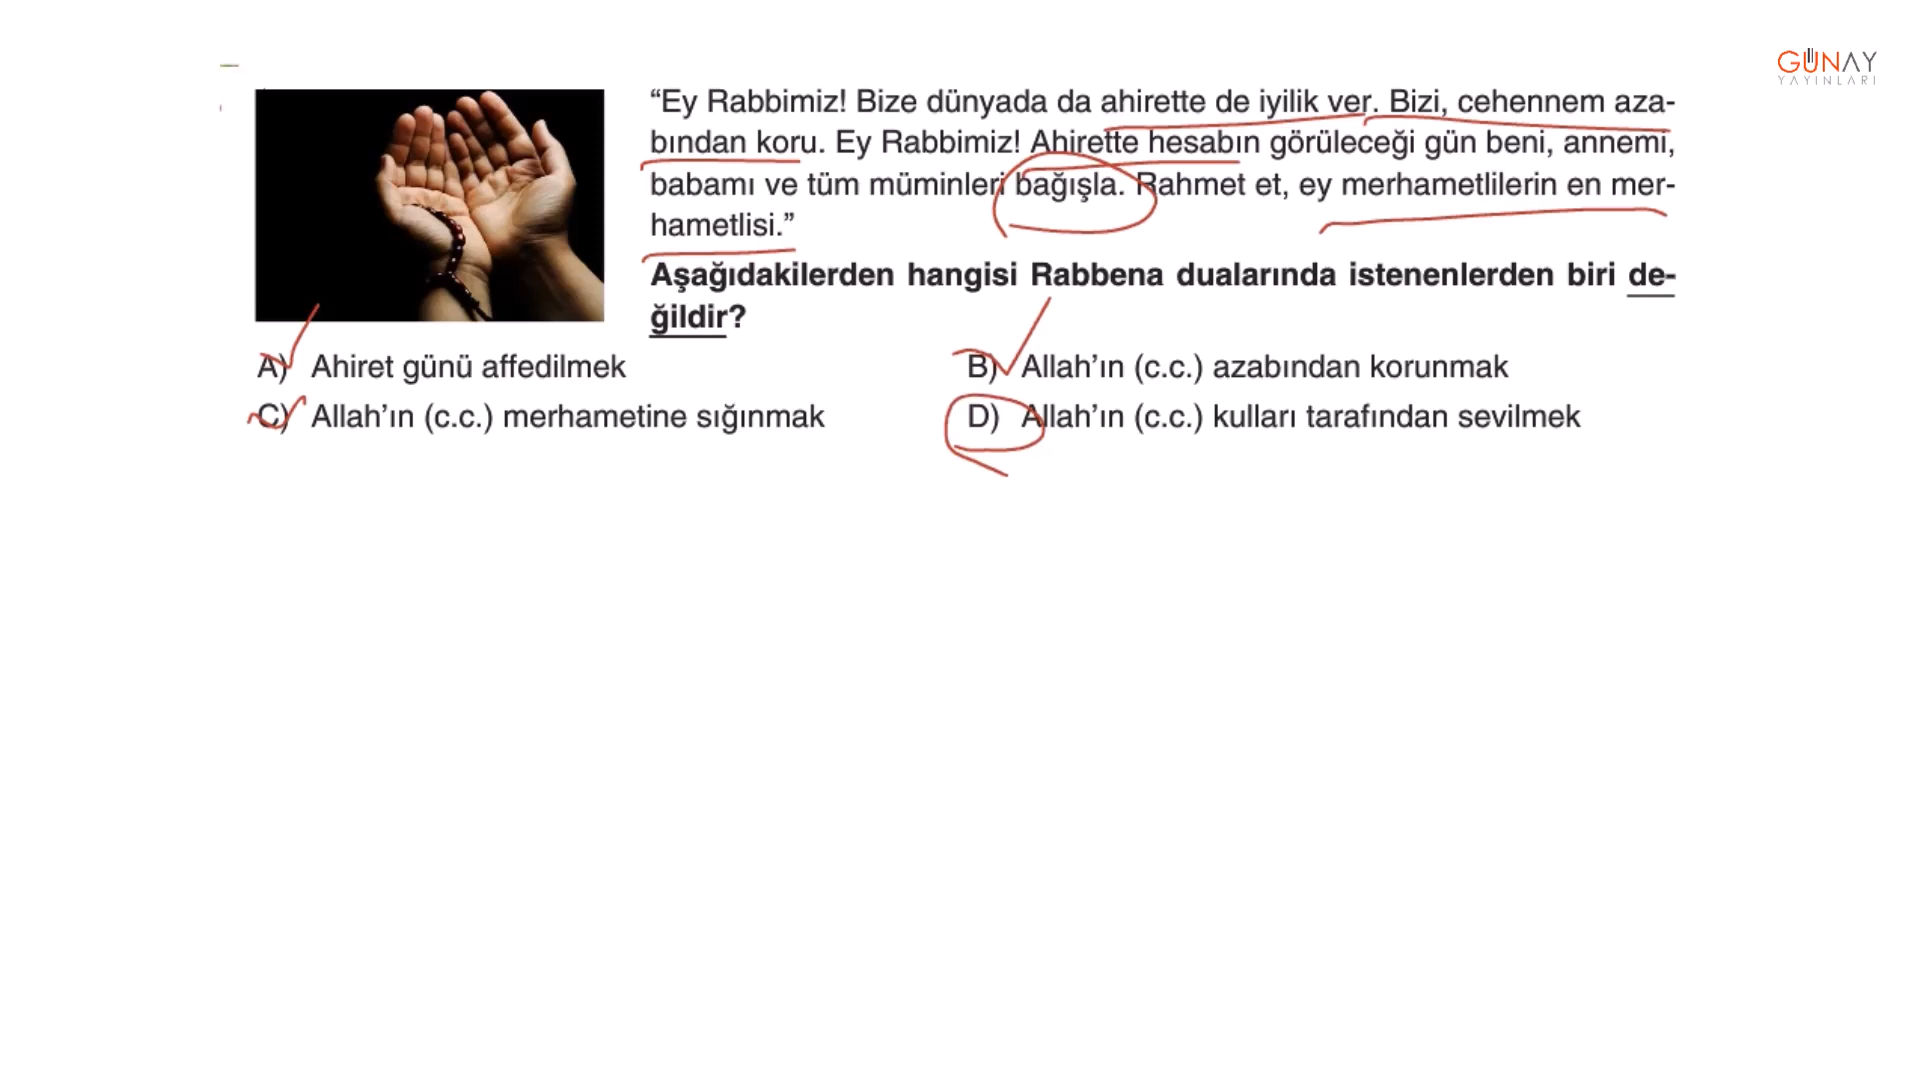 GÜNAY
YAYINLARI
“Ey Rabbimiz! Bize dünyada da ahirette de iyilik ver. Bizi, cehennem aza-
bından koru. Ey Rabbimiz! Ahirette hesabın görüleceği gün beni, annemi,
babamı ve tüm müminleri bağışla. Rahmet et, ey merhametlilerin en mer-
hametlisi.”
Aşağıdakilerden hangisi Rabbena dualarında istenenlerden biri de-
ğildir?
A) Ahiret günü affedilmek
B) Allah’ın (c.c.) azabından korunmak
C) Allah’ın (c.c.) merhametine sığınmak
D) Allah’ın (c.c.) kulları tarafından sevilmek